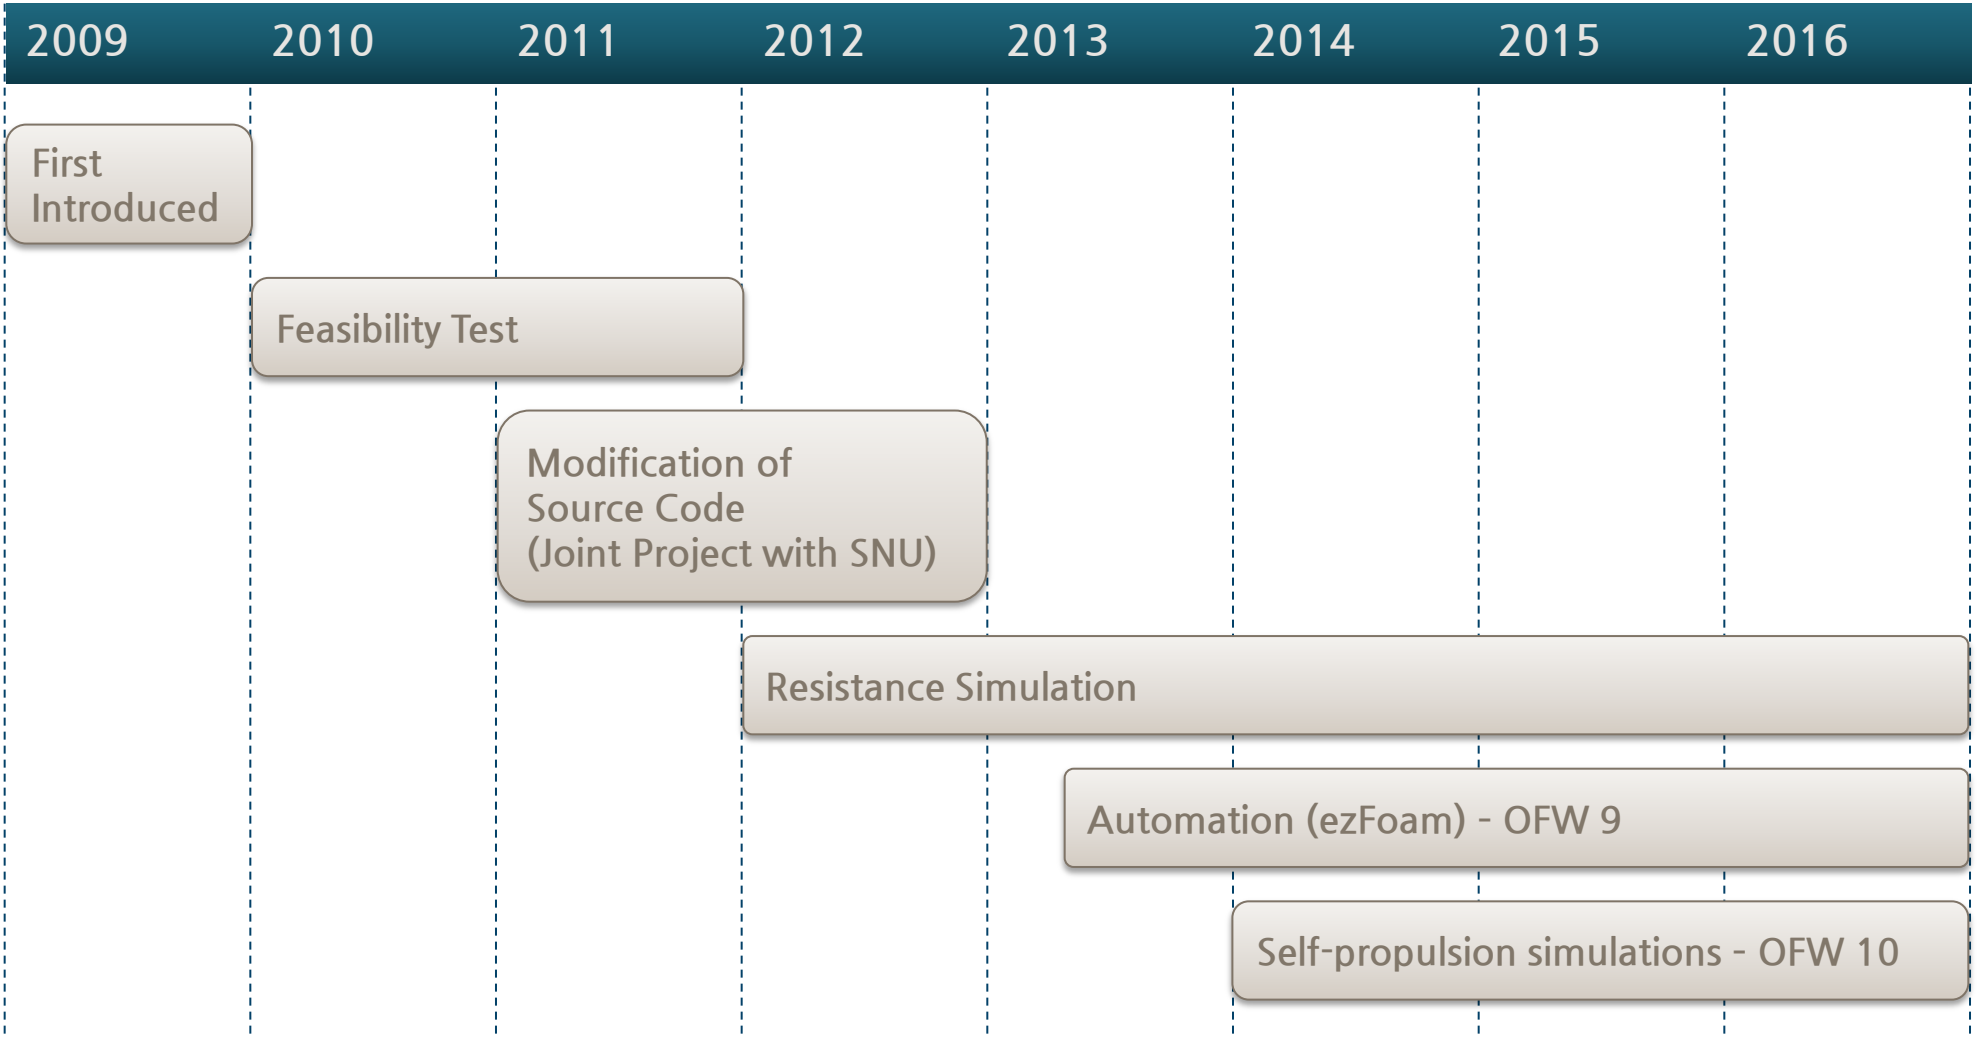 2009 2010 2011 2012 2013 2014 2015 2016
First
Introduced
Feasibility Test
Modification of
Source Code
(Joint Project with SNU)
Resistance Simulation
Automation (ezFoam) - OFW 9
Self-propulsion simulations - OFW 10